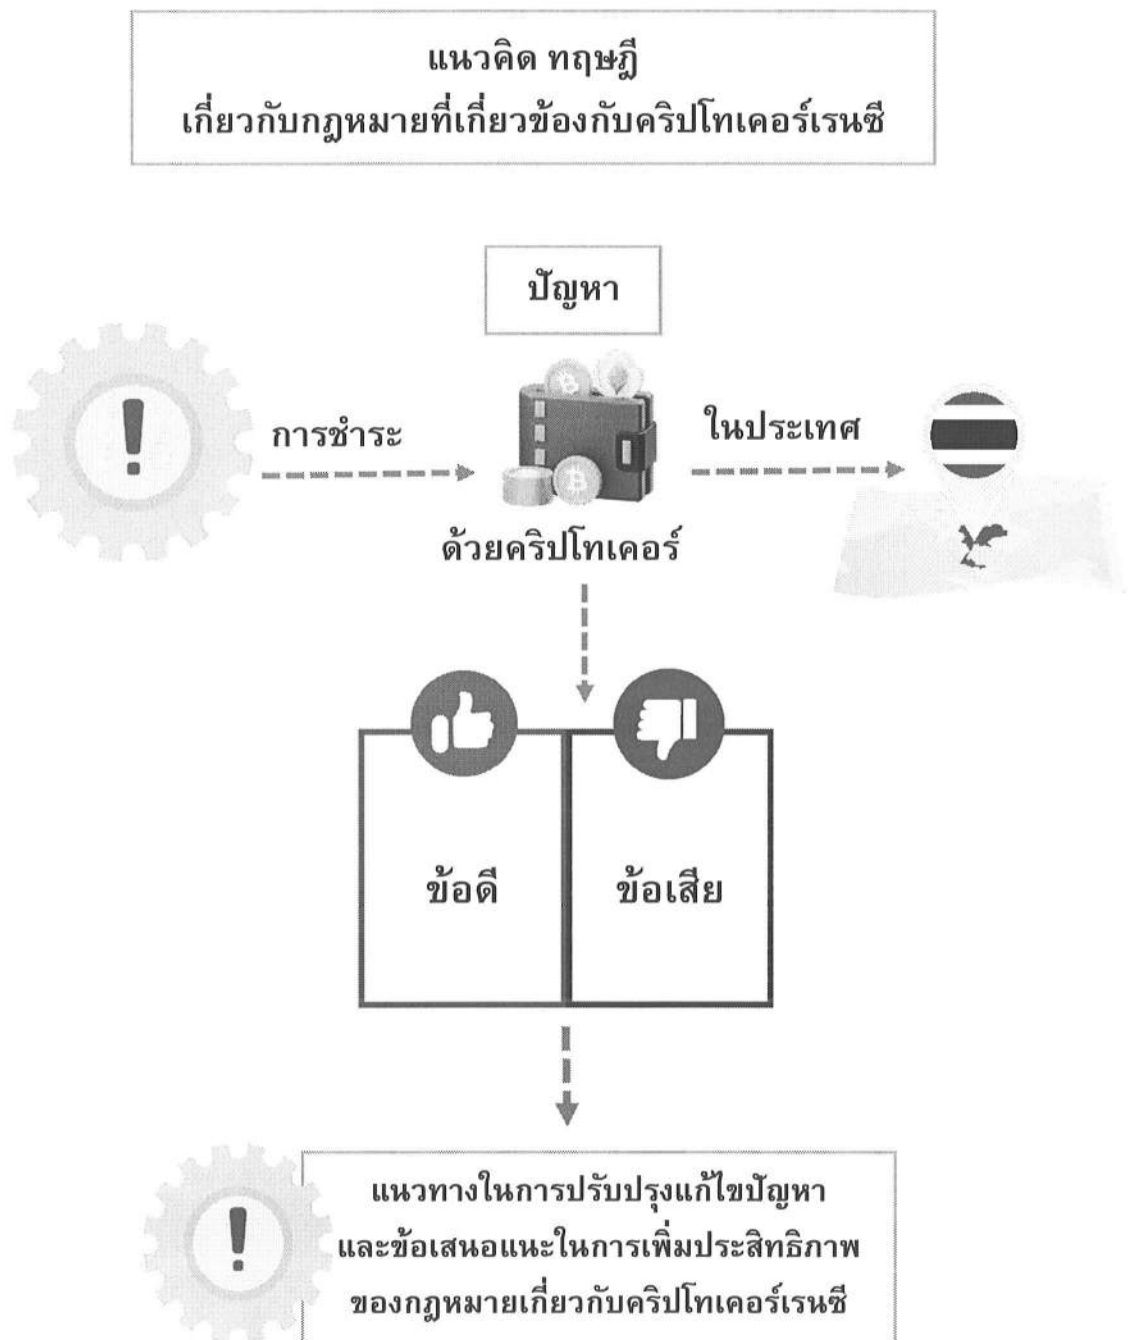 แนวคิด ทฤษฎี
เกี่ยวกับกฎหมายที่เกี่ยวข้องกับคริปโทเคอร์เรนซี
ปัญหา
การชำระ
ในประเทศ
ด้วยคริปโทเคอร์
ข้อดี
ข้อเสีย
แนวทางในการปรับปรุงแก้ไขปัญหา
และข้อเสนอแนะในการเพิ่มประสิทธิภาพ
ของกฎหมายเกี่ยวกับคริปโทเคอร์เรนซี